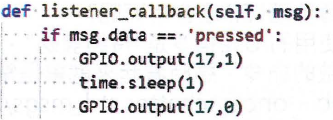 def listener_callback(self, msg):
    if msg.data == 'pressed':
        GPIO.output(17,1)
        time.sleep(1)
        GPIO.output(17,0)